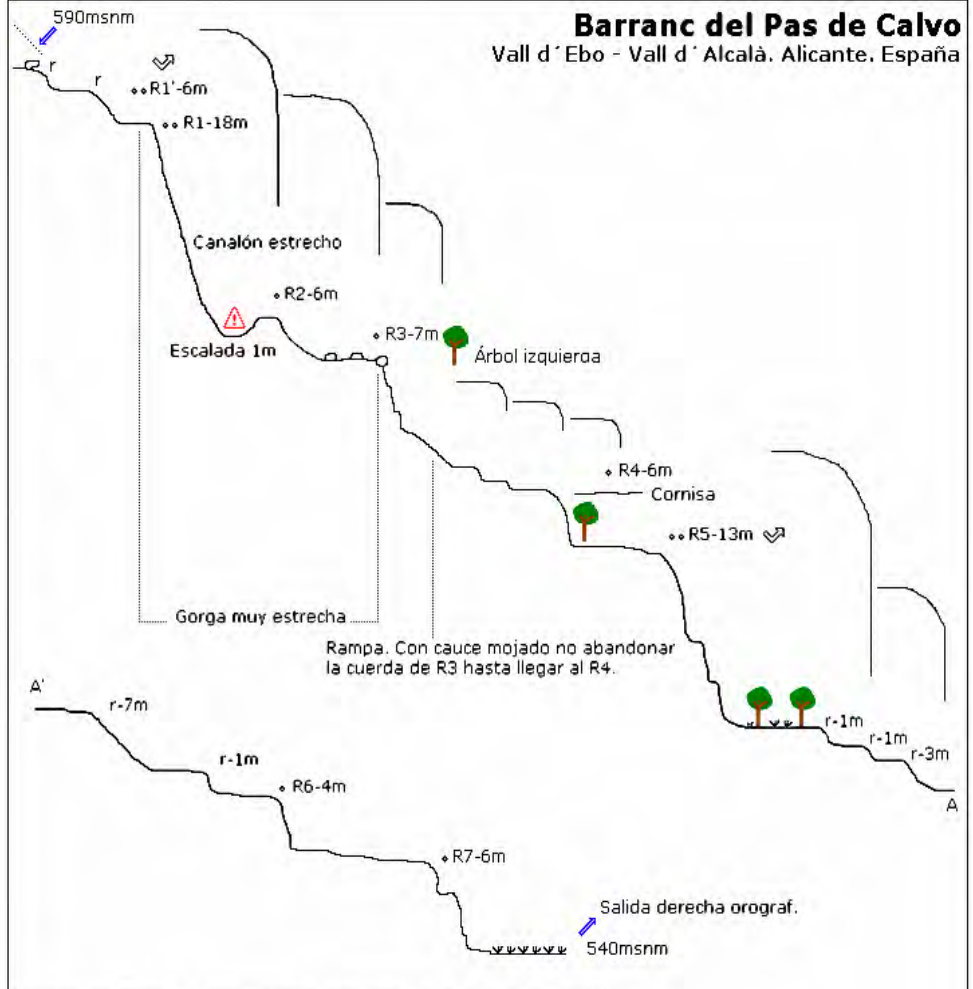 Barranc del Pas de Calvo
Vall d´Ebo - Vall d´Alcalà. Alicante. España
590msnm
r
r
R1'-6m
R1-18m
Canalón estrecho
R2-6m
Escalada 1m
R3-7m
Árbol izquierda
R4-6m
Cornisa
R5-13m
Gorga muy estrecha
Rampa. Con cauce mojado no abandonar
la cuerda de R3 hasta llegar al R4.
r-1m
r-1m
r-3m
A
A'
r-7m
r-1m
R6-4m
R7-6m
Salida derecha orograf.
540msnm